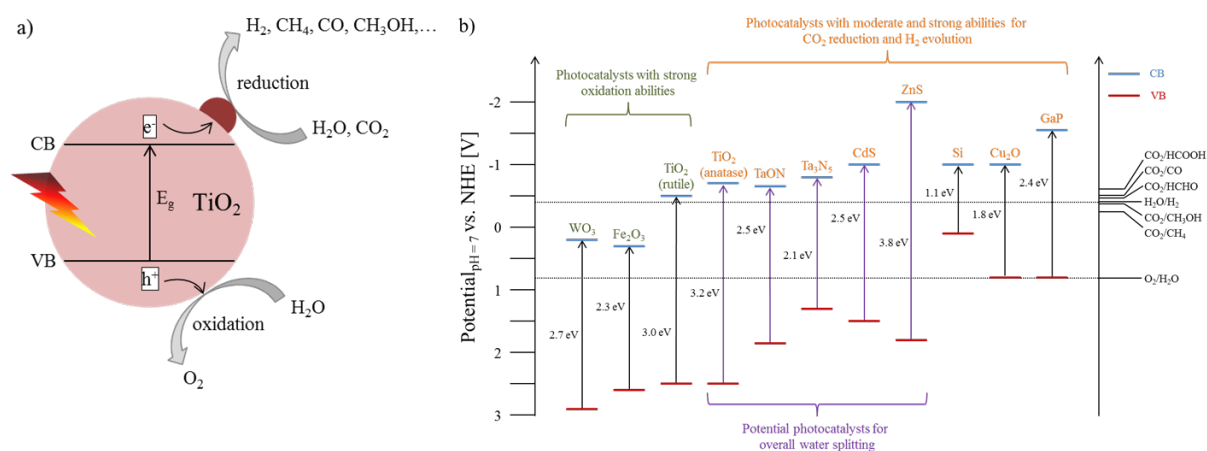 a)
H₂, CH₄, CO, CH₃OH,…
reduction
H₂O, CO₂
e⁻
CB
E_g
TiO₂
VB
h⁺
H₂O
oxidation
O₂
b)
Photocatalysts with moderate and strong abilities for
CO₂ reduction and H₂ evolution
Photocatalysts with strong
oxidation abilities
CB
VB
Potential_pH = 7 vs. NHE [V]
-2
-1
0
1
2
3
WO₃
2.7 eV
Fe₂O₃
2.3 eV
TiO₂
(rutile)
3.0 eV
TiO₂
(anatase)
3.2 eV
TaON
2.5 eV
Ta₃N₅
2.1 eV
CdS
2.5 eV
ZnS
3.8 eV
Si
1.1 eV
Cu₂O
1.8 eV
GaP
2.4 eV
CO₂/HCOOH
CO₂/CO
CO₂/HCHO
H₂O/H₂
CO₂/CH₃OH
CO₂/CH₄
O₂/H₂O
Potential photocatalysts for
overall water splitting